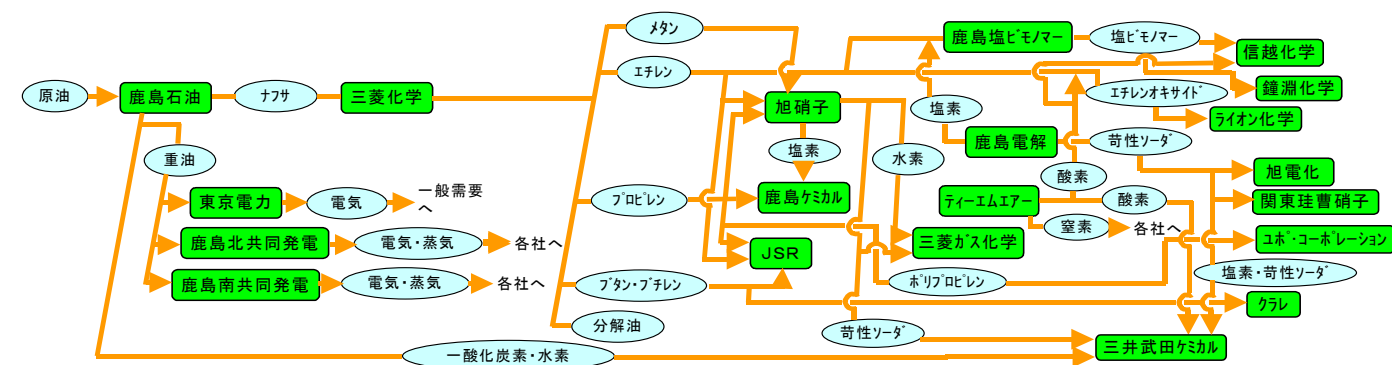 原油
鹿島石油
ﾅﾌｻ
三菱化学
重油
東京電力
電気
一般需要
へ
鹿島北共同発電
電気・蒸気
各社へ
鹿島南共同発電
電気・蒸気
各社へ
一酸化炭素・水素
ﾒﾀﾝ
ｴﾁﾚﾝ
ﾌﾟﾛﾋﾟﾚﾝ
ﾌﾞﾀﾝ・ﾌﾞﾁﾚﾝ
分解油
旭硝子
塩素
鹿島ｹﾐｶﾙ
JSR
水素
三菱ｶﾞｽ化学
ﾎﾟﾘﾌﾟﾛﾋﾟﾚﾝ
苛性ｿｰﾀﾞ
鹿島塩ﾋﾞﾓﾉﾏｰ
塩ﾋﾞﾓﾉﾏｰ
塩素
鹿島電解
ｴﾁﾚﾝｵｷｻｲﾄﾞ
苛性ｿｰﾀﾞ
酸素
ﾃｨｰｴﾑｴｱｰ
酸素
窒素
各社へ
信越化学
鐘淵化学
ﾗｲｵﾝ化学
旭電化
関東珪曹硝子
ﾕﾎﾟ・ｺｰﾎﾟﾚｰｼｮﾝ
塩素・苛性ｿｰﾀﾞ
ｸﾗﾚ
三井武田ｹﾐｶﾙ